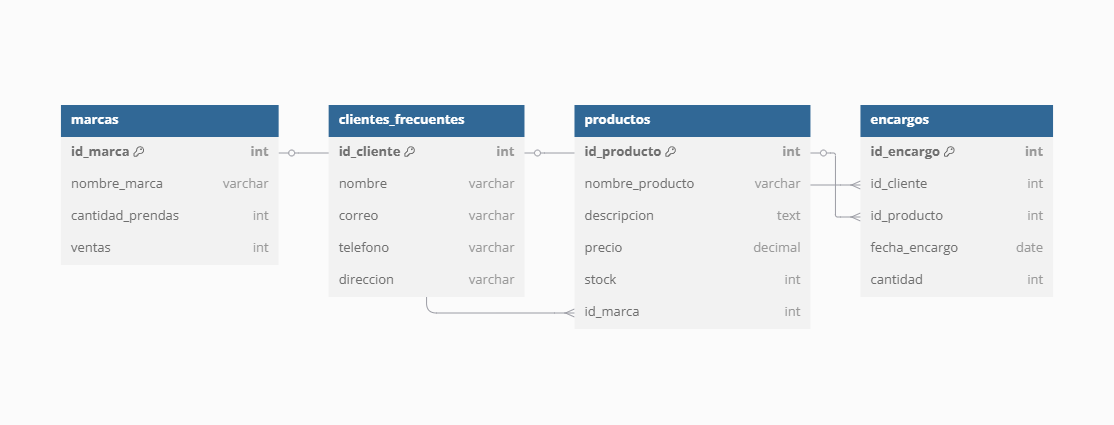 marcas
id_marca int
nombre_marca varchar
cantidad_prendas int
ventas int
clientes_frecuentes
id_cliente int
nombre varchar
correo varchar
telefono varchar
direccion varchar
productos
id_producto int
nombre_producto varchar
descripcion text
precio decimal
stock int
id_marca int
encargos
id_encargo int
id_cliente int
id_producto int
fecha_encargo date
cantidad int